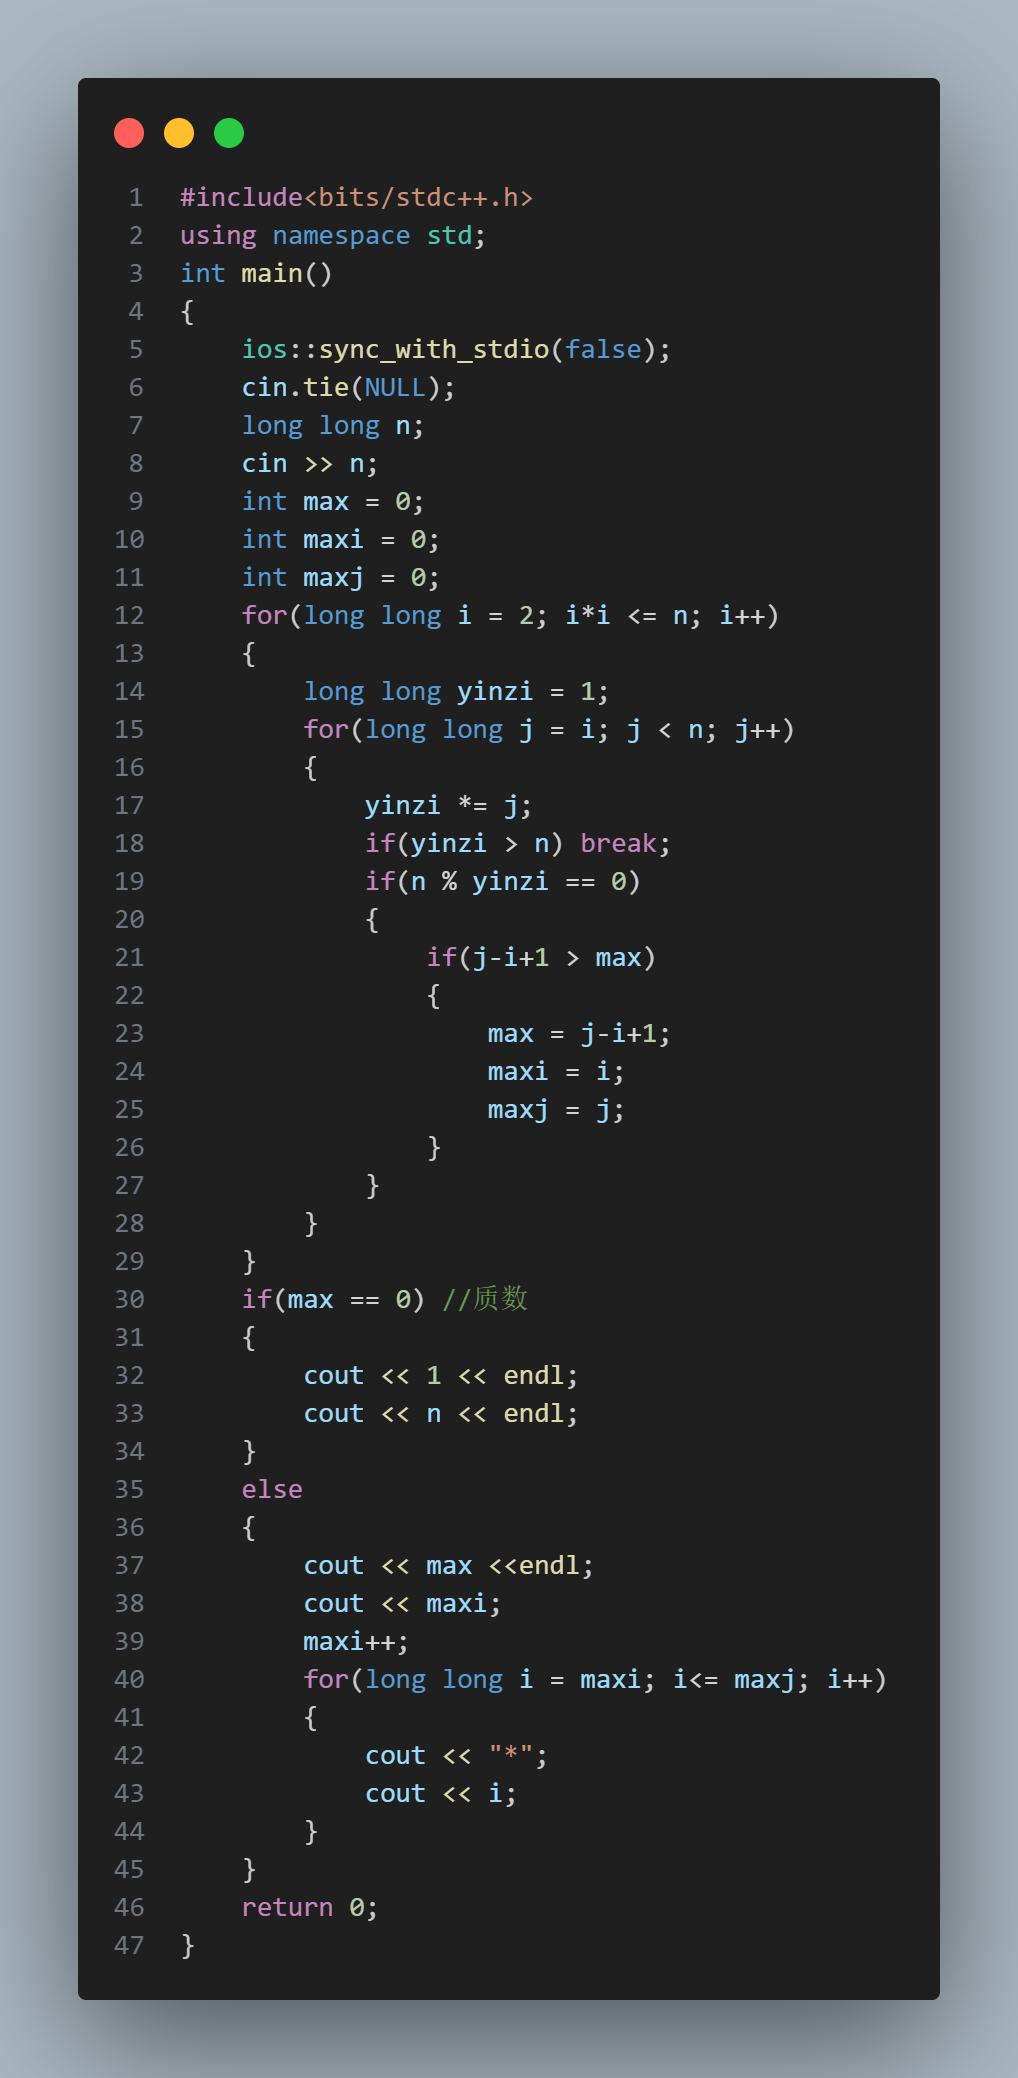 1 #include<bits/stdc++.h>
2 using namespace std;
3 int main()
4 {
5     ios::sync_with_stdio(false);
6     cin.tie(NULL);
7     long long n;
8     cin >> n;
9     int max = 0;
10     int maxi = 0;
11     int maxj = 0;
12     for(long long i = 2; i*i <= n; i++)
13     {
14         long long yinzi = 1;
15         for(long long j = i; j < n; j++)
16         {
17             yinzi *= j;
18             if(yinzi > n) break;
19             if(n % yinzi == 0)
20             {
21                 if(j-i+1 > max)
22                 {
23                     max = j-i+1;
24                     maxi = i;
25                     maxj = j;
26                 }
27             }
28         }
29     }
30     if(max == 0) //质数
31     {
32         cout << 1 << endl;
33         cout << n << endl;
34     }
35     else
36     {
37         cout << max <<endl;
38         cout << maxi;
39         maxi++;
40         for(long long i = maxi; i<= maxj; i++)
41         {
42             cout << "*";
43             cout << i;
44         }
45     }
46     return 0;
47 }